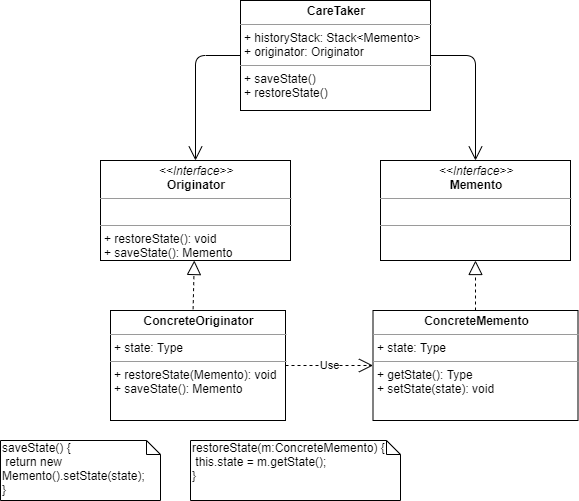 CareTaker
+ historyStack: Stack<Memento>
+ originator: Originator
+ saveState()
+ restoreState()
<<Interface>>
Originator
+ restoreState(): void
+ saveState(): Memento
<<Interface>>
Memento
ConcreteOriginator
+ state: Type
+ restoreState(Memento): void
+ saveState(): Memento
Use
ConcreteMemento
+ state: Type
+ getState(): Type
+ setState(state): void
saveState() {
return new
Memento().setState(state);
}
restoreState(m:ConcreteMemento) {
this.state = m.getState();
}